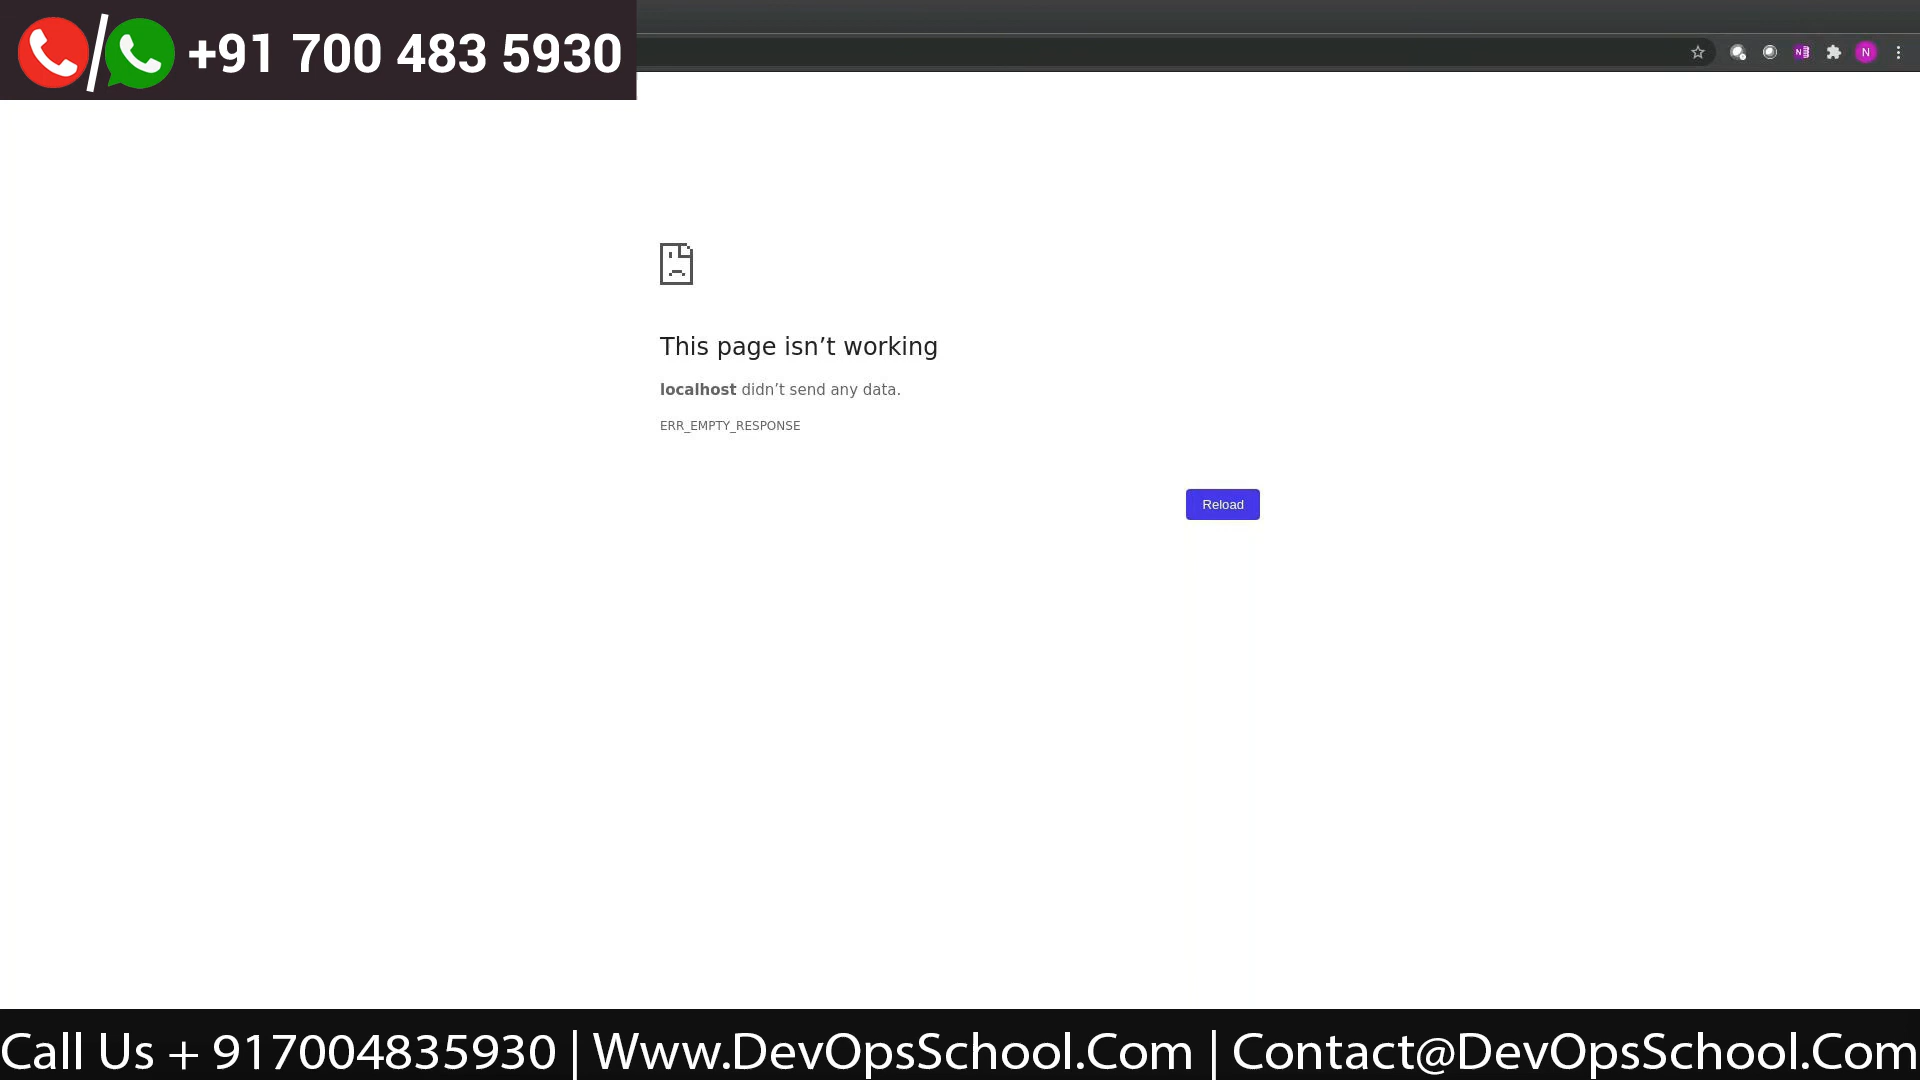 +91 700 483 5930
N
N
This page isn’t working
localhost didn’t send any data.
ERR_EMPTY_RESPONSE
Reload
Call Us + 917004835930 | Www.DevOpsSchool.Com | Contact@DevOpsSchool.Com